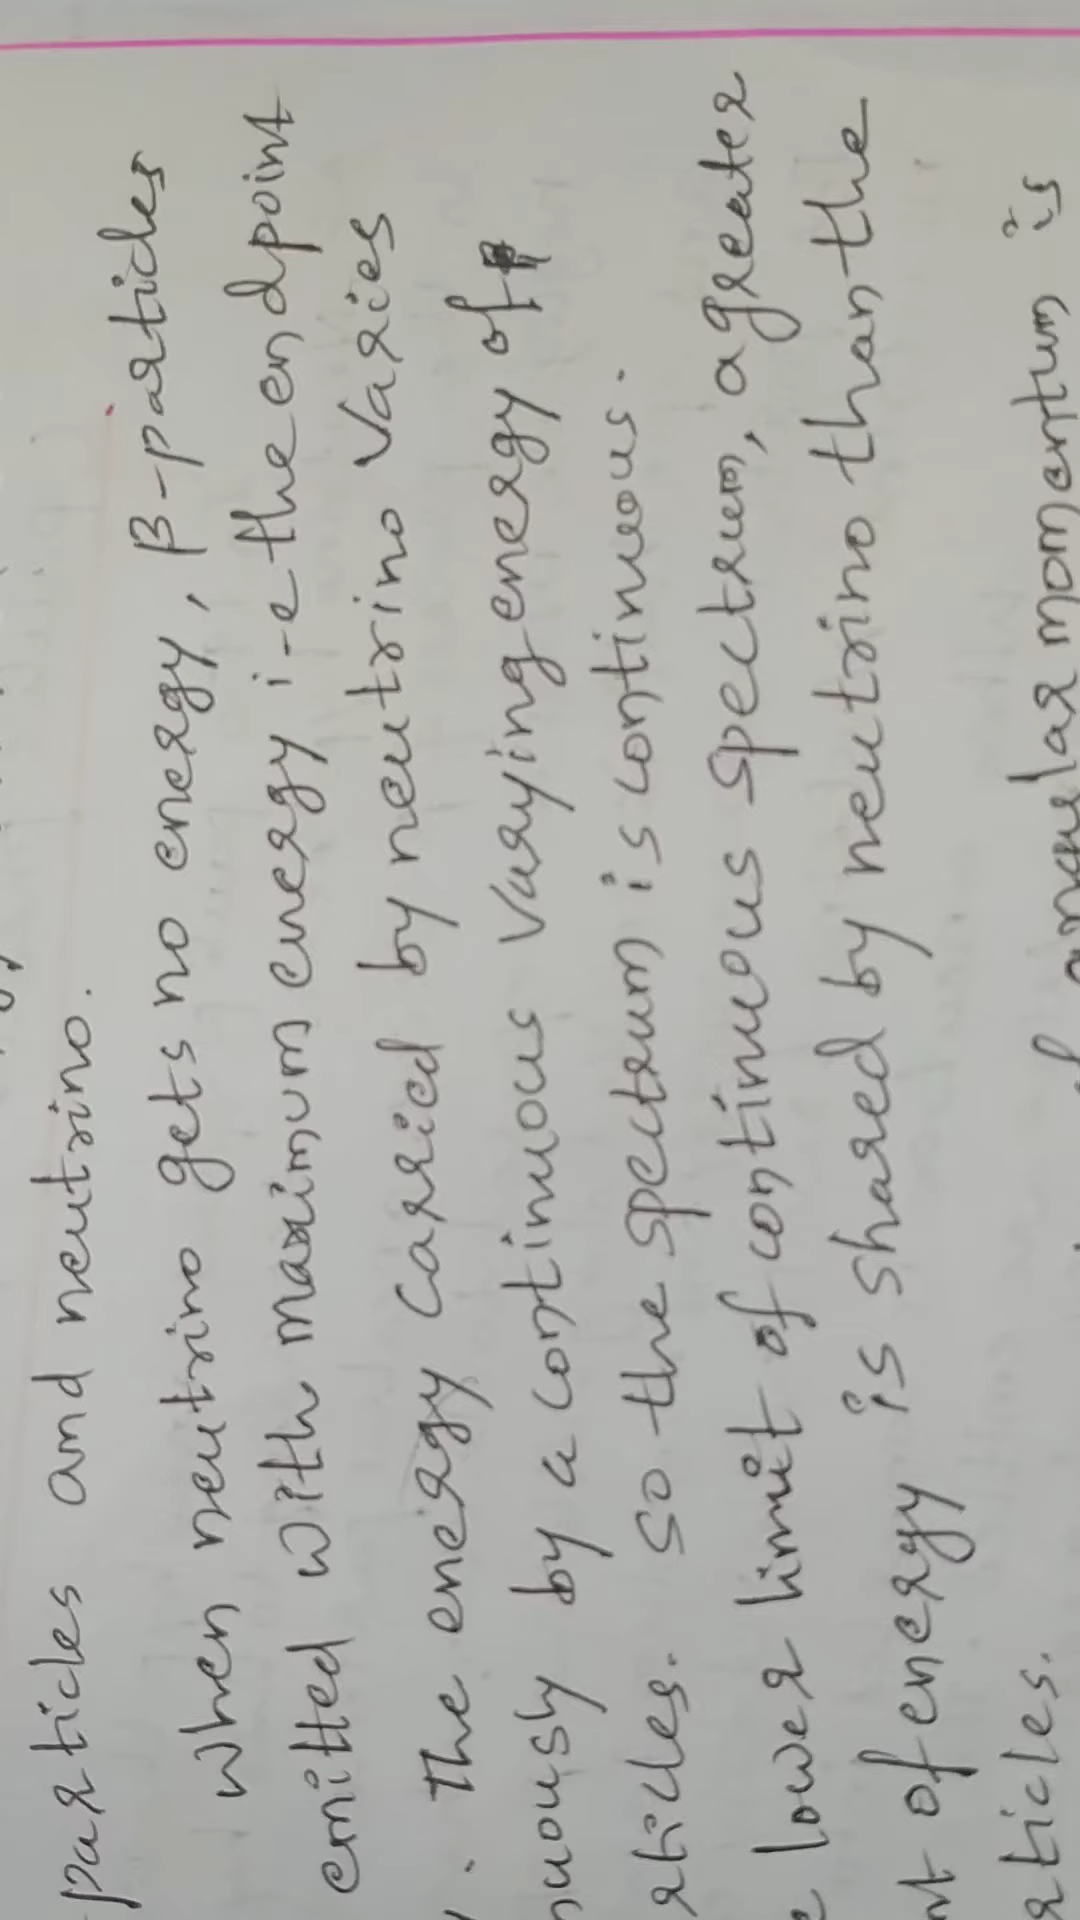 particles and neutrino.
when neutrino gets no energy, β-particles
emitted with maximum energy i-e the endpoint
. The energy carried by neutrino varies
nuously by a continuous varying energy of
rticles. so the spectrum is continuous.
e lower limit of continuous spectrum, a greater
nt of energy is shared by neutrino than the
rticles.
angular momentum is